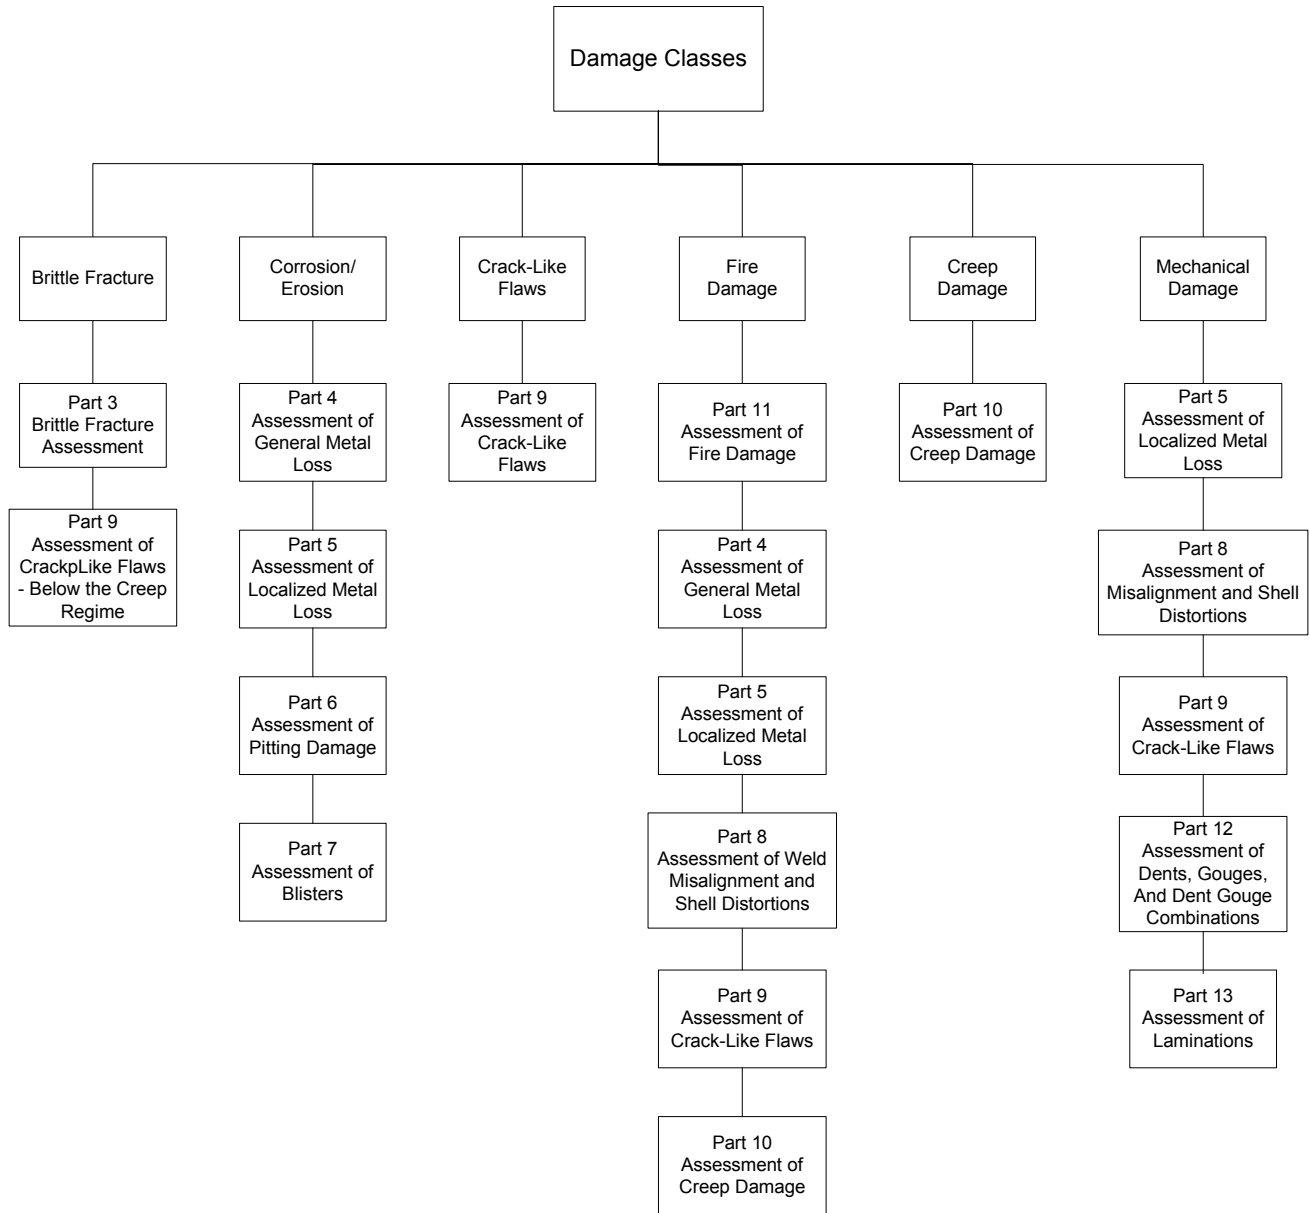 Damage Classes
Brittle Fracture
Corrosion/
Erosion
Crack-Like
Flaws
Fire
Damage
Creep
Damage
Mechanical
Damage
Part 3
Brittle Fracture
Assessment
Part 4
Assessment of
General Metal
Loss
Part 9
Assessment of
Crack-Like
Flaws
Part 11
Assessment of
Fire Damage
Part 10
Assessment of
Creep Damage
Part 5
Assessment of
Localized Metal
Loss
Part 9
Assessment of
CrackpLike Flaws
- Below the Creep
Regime
Part 5
Assessment of
Localized Metal
Loss
Part 4
Assessment of
General Metal
Loss
Part 8
Assessment of
Misalignment and Shell
Distortions
Part 6
Assessment of
Pitting Damage
Part 5
Assessment of
Localized Metal
Loss
Part 9
Assessment of
Crack-Like Flaws
Part 7
Assessment of
Blisters
Part 8
Assessment of Weld
Misalignment and
Shell Distortions
Part 12
Assessment of
Dents, Gouges,
And Dent Gouge
Combinations
Part 9
Assessment of
Crack-Like Flaws
Part 13
Assessment of
Laminations
Part 10
Assessment of
Creep Damage